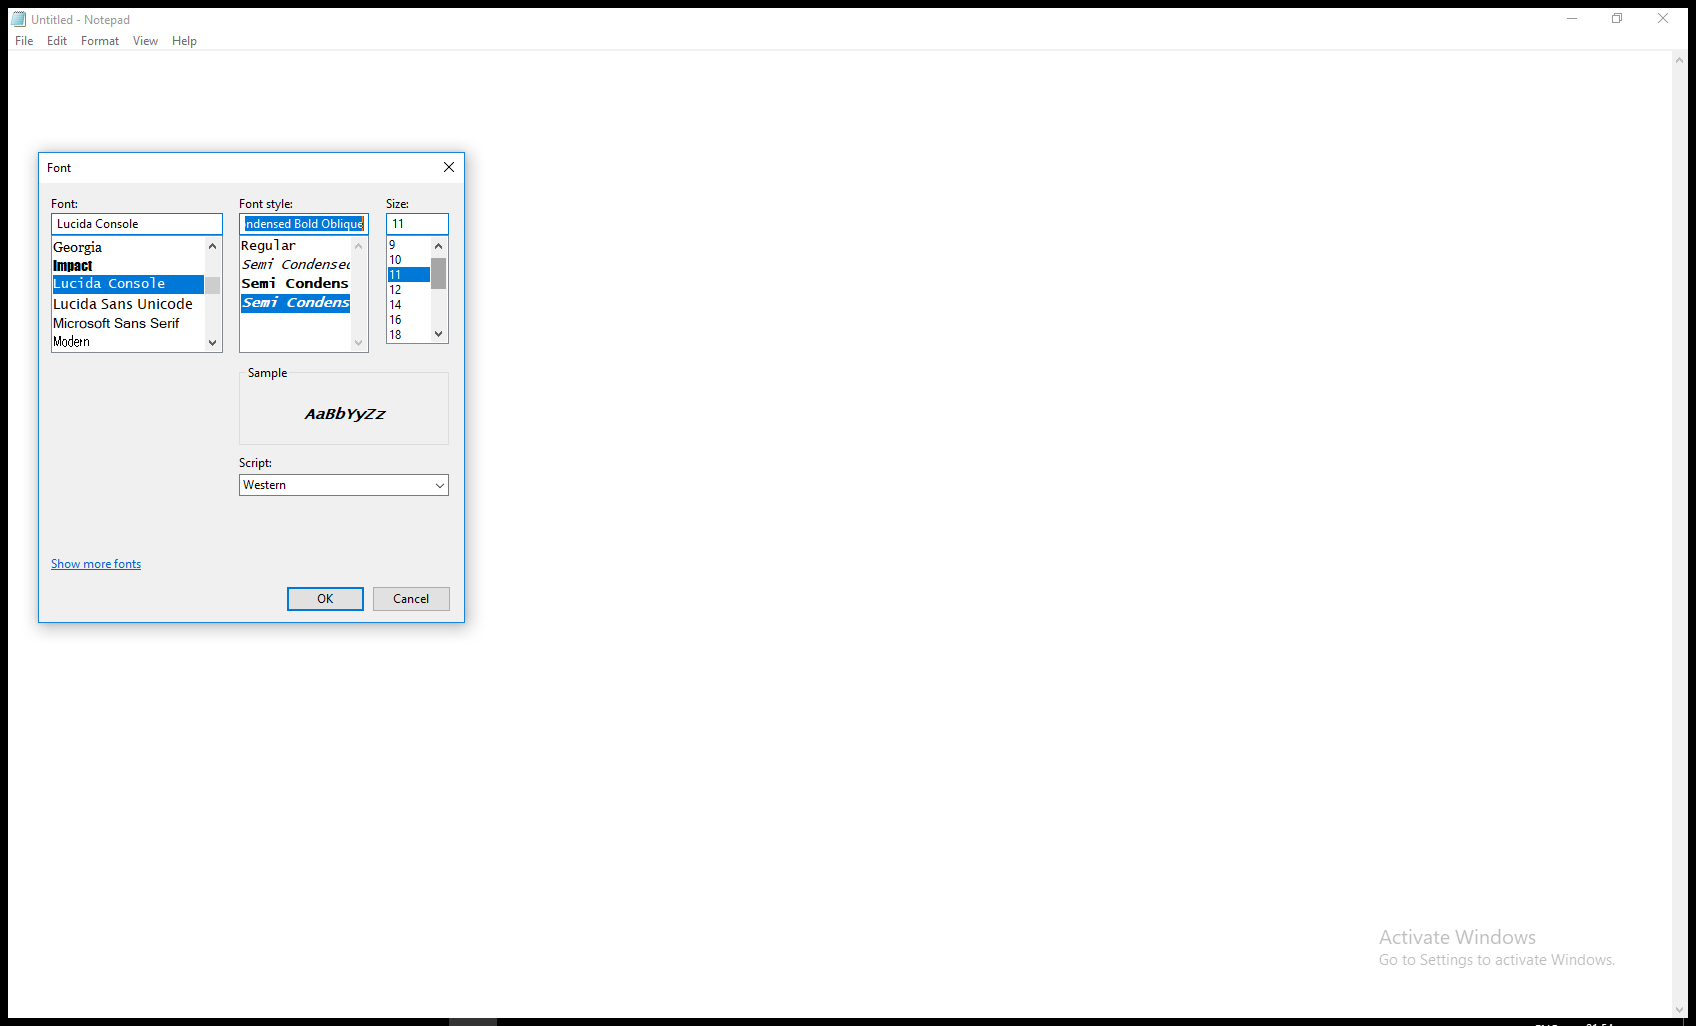 Untitled - Notepad
File Edit Format View Help
Font
Font: Font style: Size:
Lucida Console ndensed Bold Oblique 11
Georgia
Impact
Lucida Console
Lucida Sans Unicode
Microsoft Sans Serif
Modern
Regular
Semi Condensed
Semi Condens
Semi Condens
9
10
11
12
14
16
18
Sample
AaBbYyZz
Script:
Western
Show more fonts
OK Cancel
Activate Windows
Go to Settings to activate Windows.